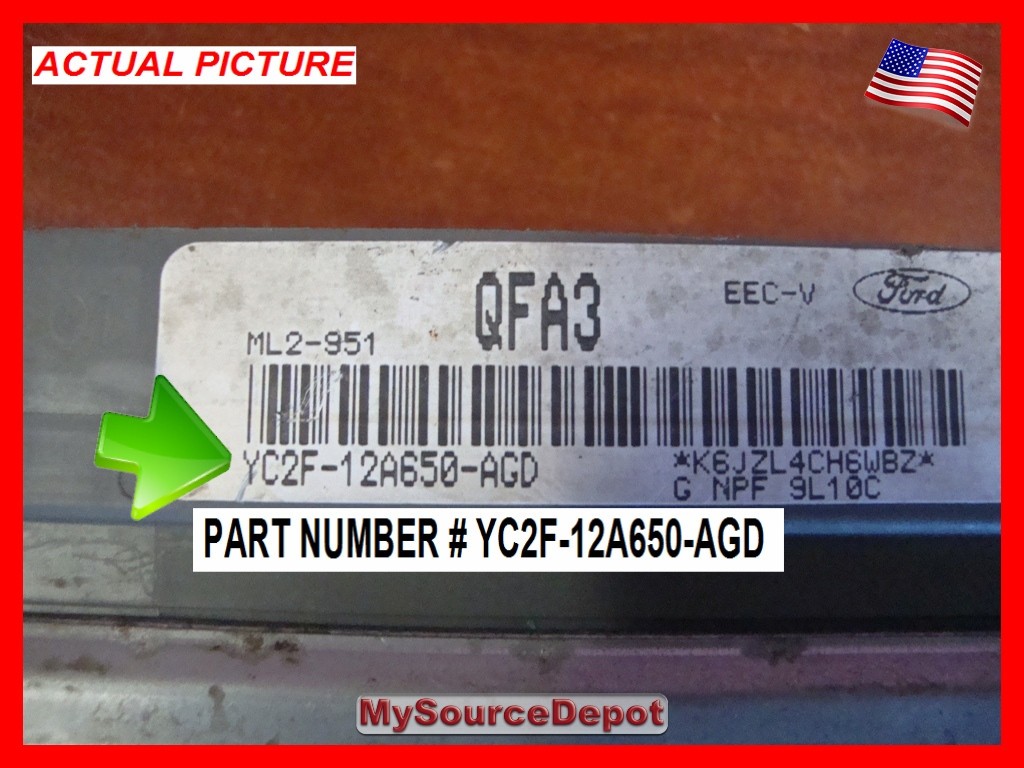 ACTUAL PICTURE
QFA3
EEC-V
Ford
ML2-951
YC2F-12A650-AGD
*K6JZL4CH6WBZ*
G NPF 9L10C
PART NUMBER # YC2F-12A650-AGD
MySourceDepot